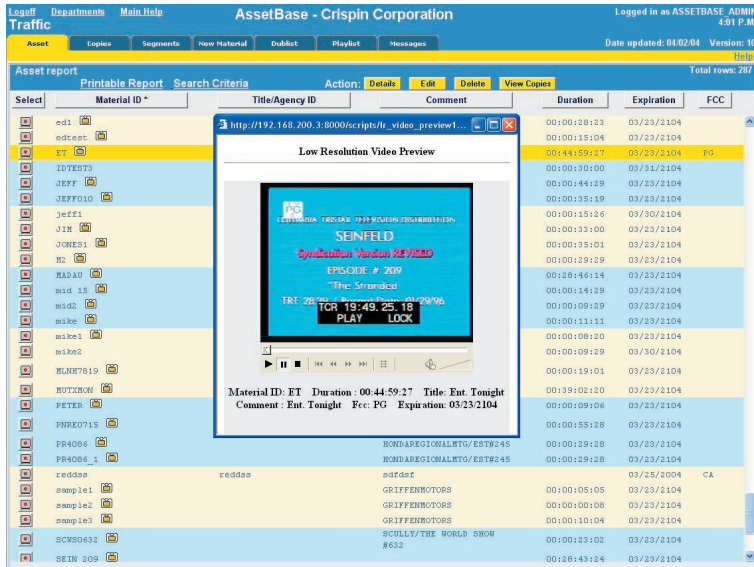 Logoff Departments Main Help AssetBase - Crispin Corporation Logged in as ASSETBASE_ADMIN
Traffic 4:01 P.M
Asset Copies Segments New Material Dublist Playlist Messages Date updated: 04/02/04 Version: 10
Help
Asset report Total rows: 287
Printable Report Search Criteria Action: Details Edit Delete View Copies
Select Material ID * Title/Agency ID Comment Duration Expiration FCC
ed1 00:00:28:23 03/23/2104
edtest 00:00:15:04 03/23/2104
ET 00:44:59:27 03/23/2104 PG
IDTEST3 00:00:30:00 03/31/2104
JEFF 00:00:44:29 03/23/2104
JEFF010 00:00:35:19 03/23/2104
jeff1 00:00:15:26 03/30/2104
JIM 00:00:33:00 03/23/2104
JONES1 00:00:35:01 03/23/2104
M2 00:00:29:29 03/23/2104
MADAU 00:28:46:14 03/23/2104
mid 15 00:00:14:29 03/23/2104
mid2 00:00:09:29 03/23/2104
mike 00:00:11:11 03/23/2104
mike1 00:00:08:20 03/23/2104
mike2 00:00:09:29 03/30/2104
MLNH7819 00:00:19:01 03/23/2104
MUTXMON 00:39:02:20 03/23/2104
PETER 00:00:09:06 03/23/2104
PNRE0715 00:00:55:28 03/23/2104
PR4086 HONDAREGIONALMTG/EST#245 00:00:29:28 03/23/2104
PR4086_1 HONDAREGIONALMTG/EST#245 00:00:29:28 03/23/2104
reddss reddss sdfdsf 03/25/2004 CA
sample1 GRIFFENMOTORS 00:00:05:05 03/23/2104
sample2 GRIFFENMOTORS 00:00:00:08 03/23/2104
sample3 GRIFFENMOTORS 00:00:10:04 03/23/2104
SCWS0632 SCULLY/THE WORLD SHOW #632 00:00:23:02 03/23/2104
SEIN 209 00:28:43:24 03/23/2104
http://192.168.200.3:8000/scripts/lr_video_preview1...
Low Resolution Video Preview
PG
COLUMBIA TRISTAR TELEVISION DISTRIBUTION
SEINFELD
Syndication Version REVISED
EPISODE # 209
"The Stranded
TRT 28:29 / Record Date 01/29/96
TCR 19:49.25.18
PLAY LOCK
Material ID: ET Duration : 00:44:59:27 Title: Ent. Tonight
Comment : Ent. Tonight Fcc: PG Expiration: 03/23/2104